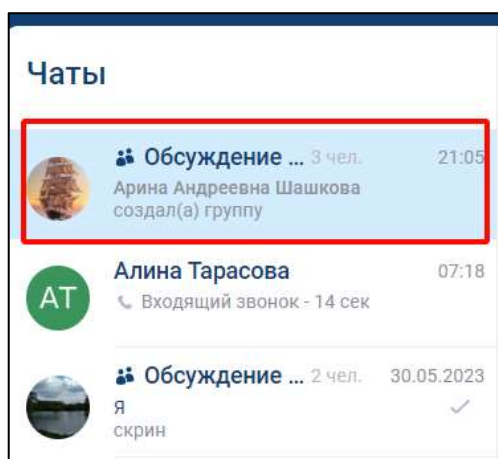 Чаты
Обсуждение ... 3 чел. 21:05
Арина Андреевна Шашкова
создал(а) группу
АТ
Алина Тарасова 07:18
Входящий звонок - 14 сек
Обсуждение ... 2 чел. 30.05.2023
Я
скрин